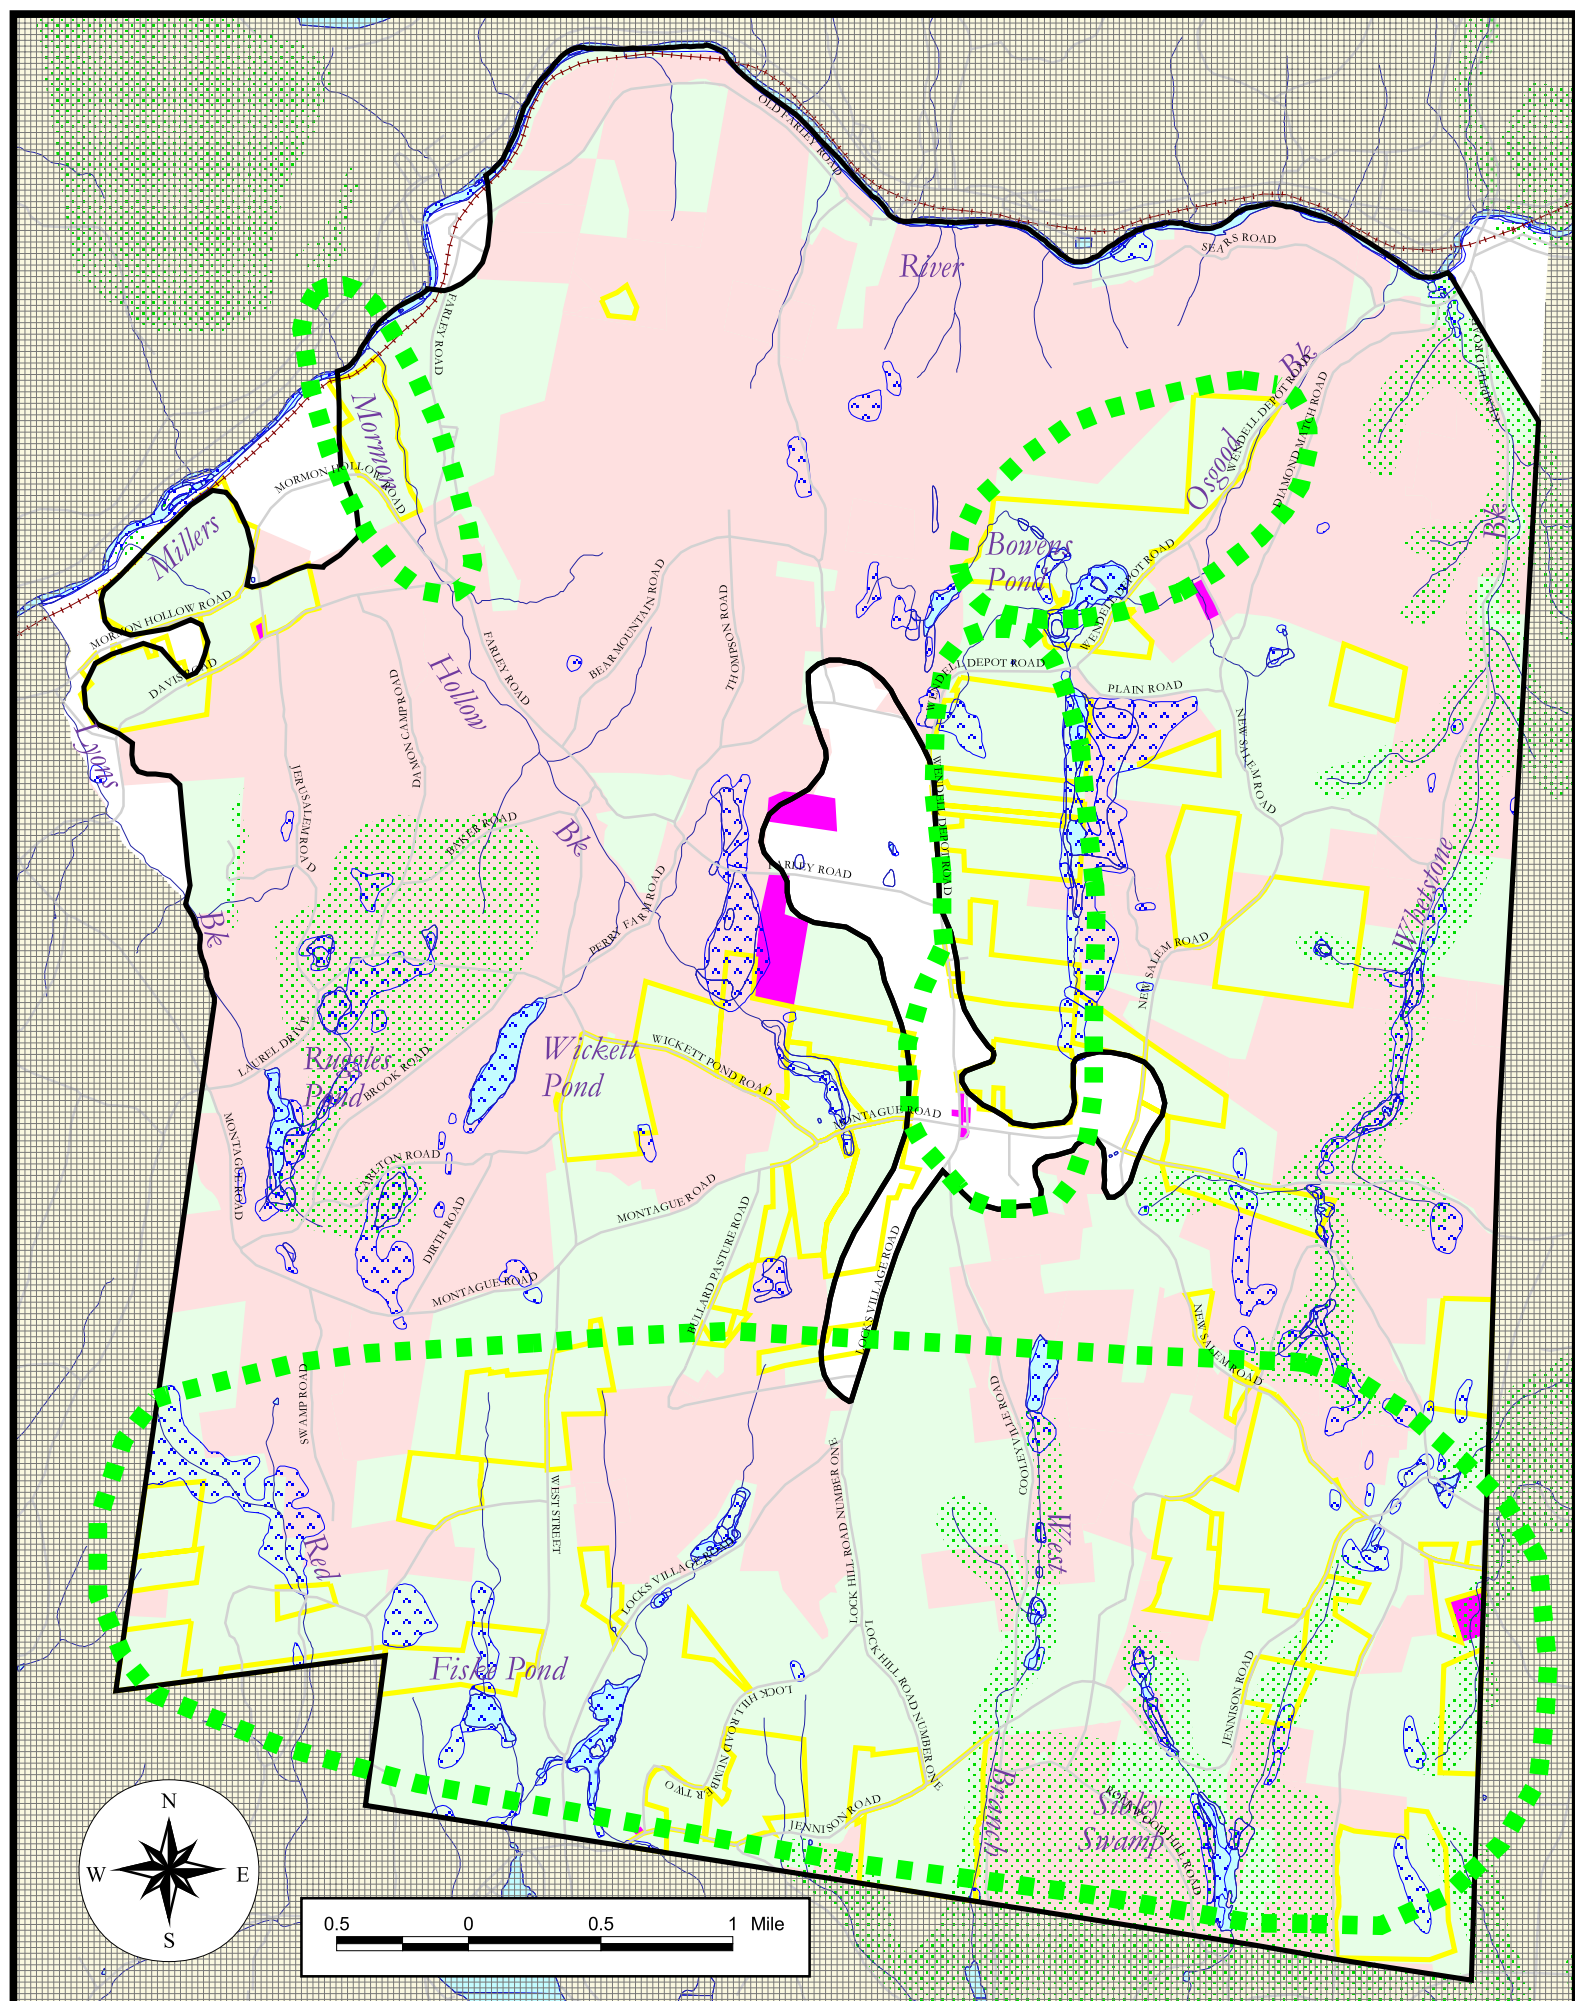 OLD FARLEY ROAD
River
SEARS ROAD
FARLEY ROAD
Bk
WENDELL DEPOT ROAD
DIAMOND MATCH ROAD
Mormon
MORMON HOLLOW ROAD
Osgood
Millers
Bowens
Pond
Bk
WENDELL DEPOT ROAD
MORMON HOLLOW ROAD
BEAR MOUNTAIN ROAD
THOMPSON ROAD
DAVIS ROAD
FARLEY ROAD
Hollow
WENDELL DEPOT ROAD
PLAIN ROAD
DAMON CAMP ROAD
Lyons
JERUSALEM ROAD
NEW SALEM ROAD
WENDELL DEPOT ROAD
BAKER ROAD
Bk
FARLEY ROAD
Whetstone
PERRY FARM ROAD
Bk
NEW SALEM ROAD
LAUREL DRIVE
Ruggles
Pond
BROOK ROAD
Wickett
Pond
WICKETT POND ROAD
MONTAGUE ROAD
MONTAGUE ROAD
CARLTON ROAD
DIRTH ROAD
MONTAGUE ROAD
BULLARD PASTURE ROAD
LOCKS VILLAGE ROAD
MONTAGUE ROAD
NEW SALEM ROAD
SWAMP ROAD
COOLEYVILLE ROAD
LOCK HILL ROAD NUMBER ONE
WEST STREET
Red
LOCKS VILLAGE ROAD
West
Fiske Pond
LOCK HILL ROAD NUMBER ONE
LOCK HILL ROAD NUMBER TWO
JENNISON ROAD
JENNISON ROAD
Branch
Sibley
Swamp
N
W
E
S
0.5 0 0.5 1 Mile